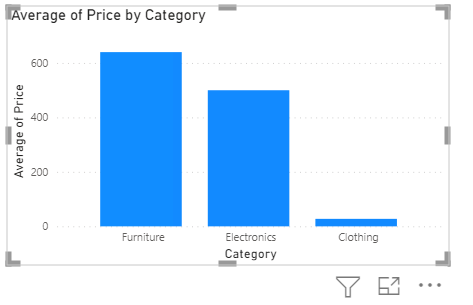 Average of Price by Category
Average of Price
600
400
200
0
Furniture Electronics Clothing
Category